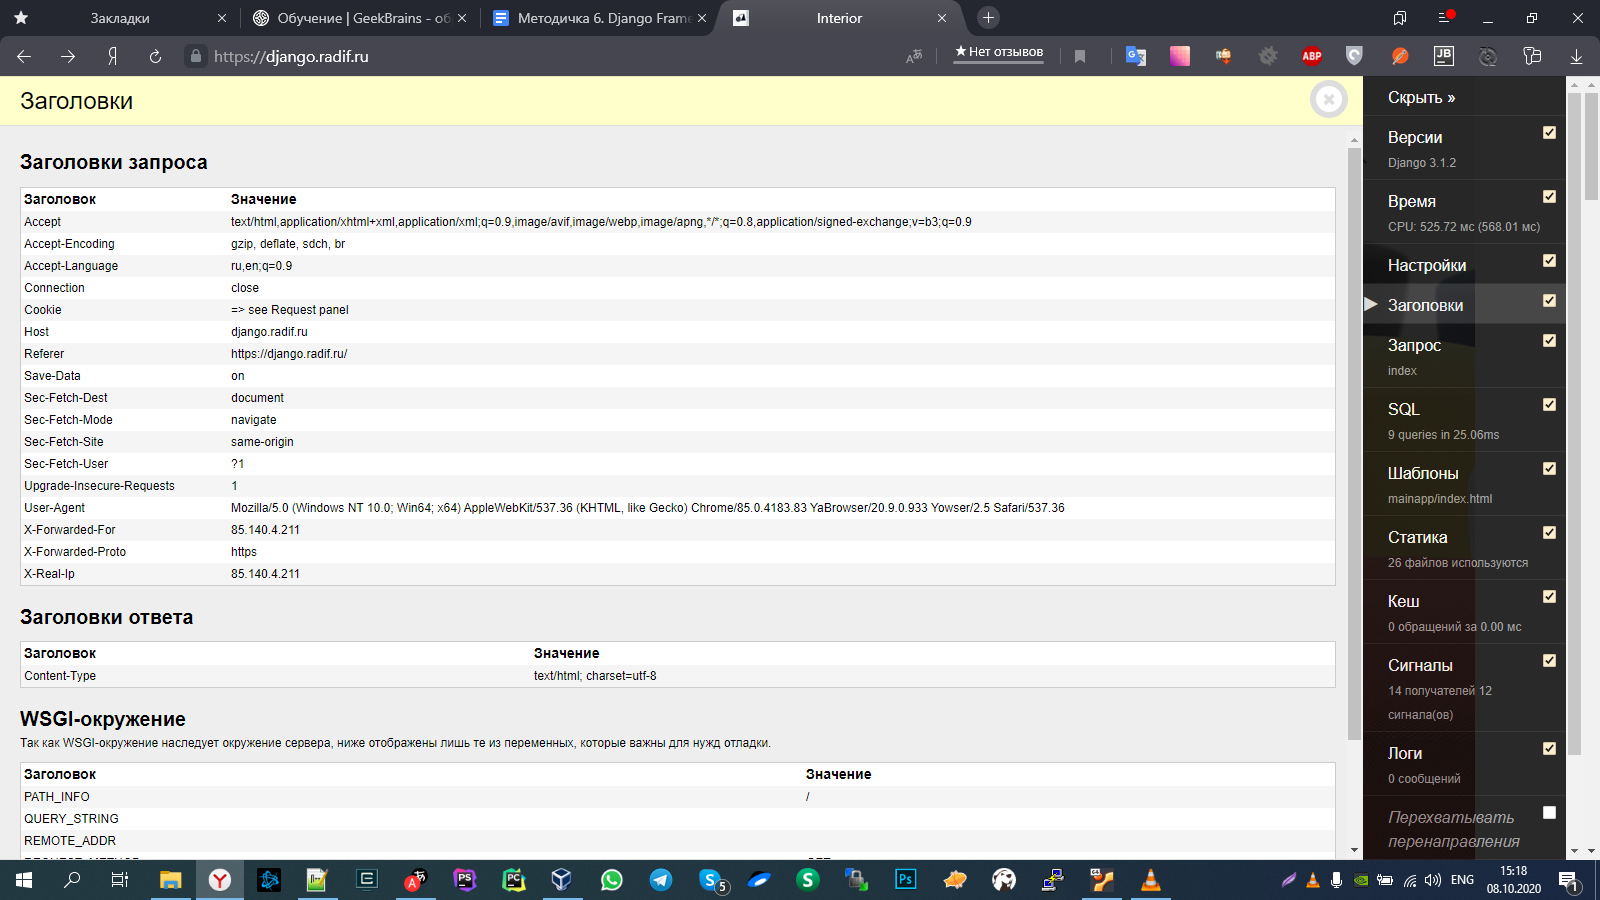 Закладки
Обучение | GeekBrains - об
Методичка 6. Django Frame
Interior
https://django.radif.ru
★ Нет отзывов
Заголовки
Заголовки запроса
Заголовок Значение
Accept text/html,application/xhtml+xml,application/xml;q=0.9,image/avif,image/webp,image/apng,*/*;q=0.8,application/signed-exchange;v=b3;q=0.9
Accept-Encoding gzip, deflate, sdch, br
Accept-Language ru,en;q=0.9
Connection close
Cookie => see Request panel
Host django.radif.ru
Referer https://django.radif.ru/
Save-Data on
Sec-Fetch-Dest document
Sec-Fetch-Mode navigate
Sec-Fetch-Site same-origin
Sec-Fetch-User ?1
Upgrade-Insecure-Requests 1
User-Agent Mozilla/5.0 (Windows NT 10.0; Win64; x64) AppleWebKit/537.36 (KHTML, like Gecko) Chrome/85.0.4183.83 YaBrowser/20.9.0.933 Yowser/2.5 Safari/537.36
X-Forwarded-For 85.140.4.211
X-Forwarded-Proto https
X-Real-Ip 85.140.4.211
Заголовки ответа
Заголовок Значение
Content-Type text/html; charset=utf-8
WSGI-окружение
Так как WSGI-окружение наследует окружение сервера, ниже отображены лишь те из переменных, которые важны для нужд отладки.
Заголовок Значение
PATH_INFO /
QUERY_STRING
REMOTE_ADDR
Скрыть »
Версии
Django 3.1.2
Время
CPU: 525.72 мс (568.01 мс)
Настройки
Заголовки
Запрос
index
SQL
9 queries in 25.06ms
Шаблоны
mainapp/index.html
Статика
26 файлов используются
Кеш
0 обращений за 0.00 мс
Сигналы
14 получателей 12
сигнала(ов)
Логи
0 сообщений
Перехватывать
перенаправления
ENG
15:18
08.10.2020